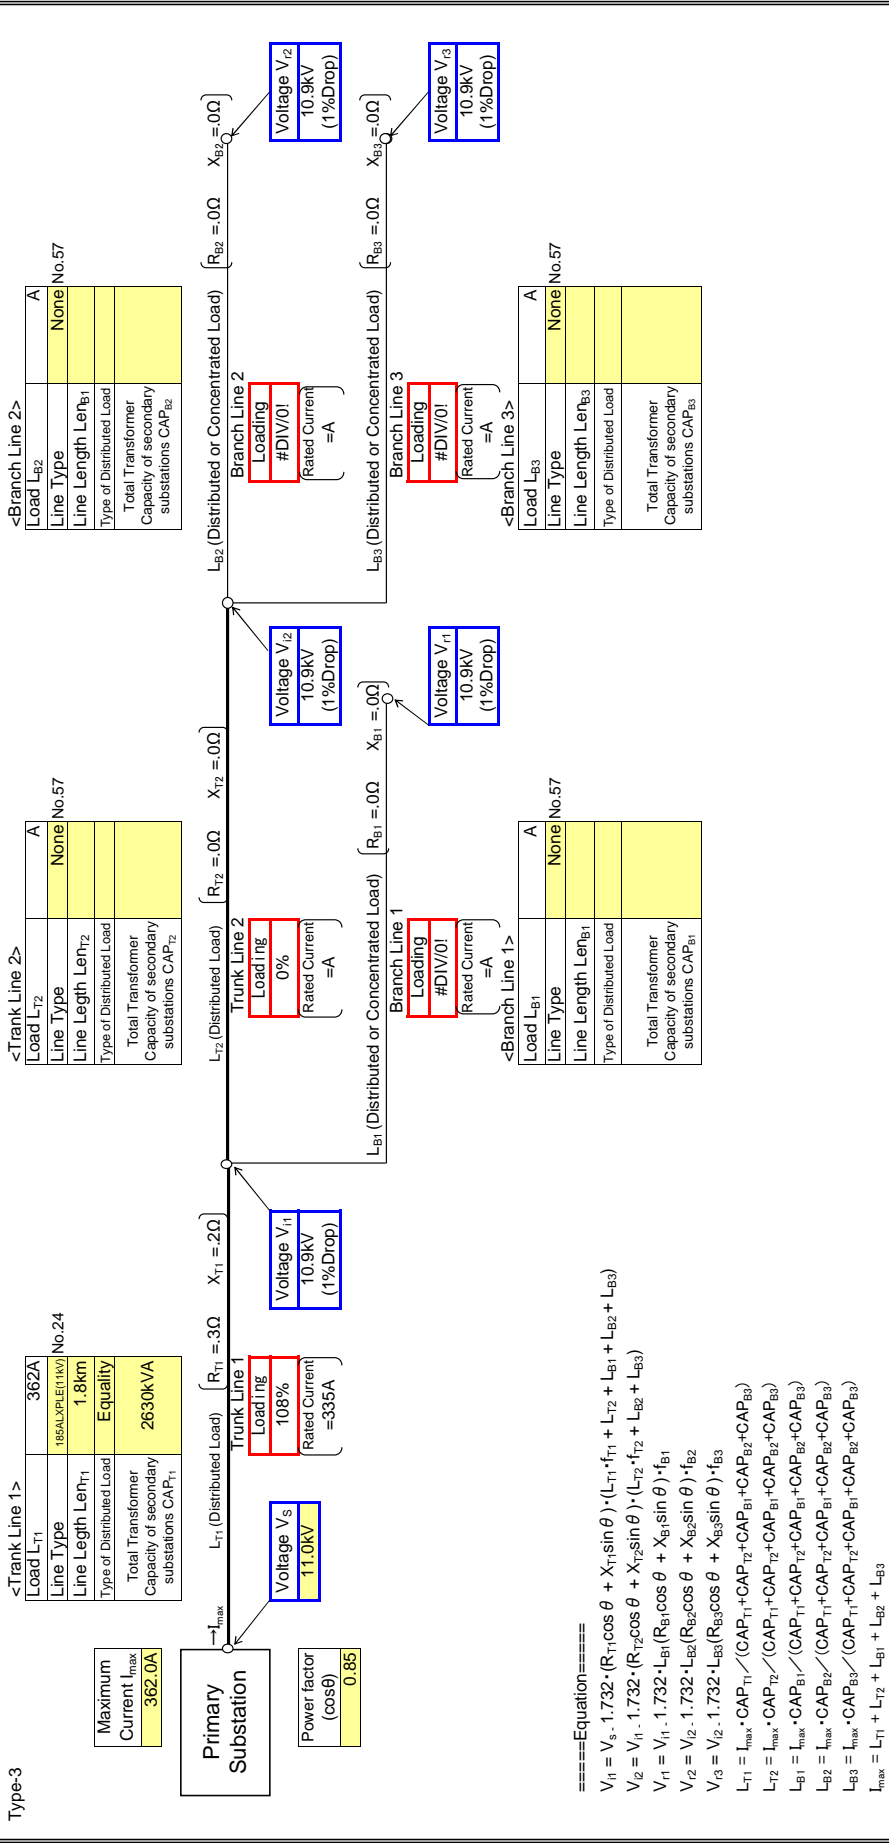 Type-3
<Trank Line 1>
Load L_T1 362A
Line Type 185ALXPLE(11kV) No.24
Line Legth Len_T1 1.8km
Type of Distributed Load Equality
Total Transformer
Capacity of secondary
substations CAP_T1
2630kVA
<Trank Line 2>
Load L_T2 A
Line Type None No.57
Line Legth Len_T2
Type of Distributed Load
Total Transformer
Capacity of secondary
substations CAP_T2
<Branch Line 2>
Load L_B2 A
Line Type None No.57
Line Length Len_B1
Type of Distributed Load
Total Transformer
Capacity of secondary
substations CAP_B2
Maximum
Current I_max
362.0A
Primary
Substation
Power factor
(cosθ)
0.85
→I_max
L_T1 (Distributed Load)
R_T1 =.3Ω X_T1 =.2Ω
L_T2 (Distributed Load)
R_T2 =.0Ω X_T2 =.0Ω
L_B2 (Distributed or Concentrated Load)
R_B2 =.0Ω X_B2 =.0Ω
Voltage V_S
11.0kV
Trunk Line 1
Loading
108%
Rated Current
=335A
Voltage V_i1
10.9kV
(1%Drop)
Trunk Line 2
Loading
0%
Rated Current
=A
Voltage V_i2
10.9kV
(1%Drop)
Branch Line 2
Loading
#DIV/0!
Rated Current
=A
Voltage V_r2
10.9kV
(1%Drop)
L_B1 (Distributed or Concentrated Load)
R_B1 =.0Ω X_B1 =.0Ω
L_B3 (Distributed or Concentrated Load)
R_B3 =.0Ω X_B3 =.0Ω
Branch Line 1
Loading
#DIV/0!
Rated Current
=A
Voltage V_r1
10.9kV
(1%Drop)
Branch Line 3
Loading
#DIV/0!
Rated Current
=A
Voltage V_r3
10.9kV
(1%Drop)
<Branch Line 1>
Load L_B1 A
Line Type None No.57
Line Length Len_B1
Type of Distributed Load
Total Transformer
Capacity of secondary
substations CAP_B1
<Branch Line 3>
Load L_B3 A
Line Type None No.57
Line Length Len_B3
Type of Distributed Load
Total Transformer
Capacity of secondary
substations CAP_B3
=====Equation=====
V_i1 = V_s - 1.732・(R_T1cos θ + X_T1sin θ)・(L_T1・f_T1 + L_T2 + L_B1 + L_B2 + L_B3)
V_i2 = V_i1 - 1.732・(R_T2cos θ + X_T2sin θ)・(L_T2・f_T2 + L_B2 + L_B3)
V_r1 = V_i1 - 1.732・L_B1(R_B1cos θ + X_B1sin θ)・f_B1
V_r2 = V_i2 - 1.732・L_B2(R_B2cos θ + X_B2sin θ)・f_B2
V_r3 = V_i2 - 1.732・L_B3(R_B3cos θ + X_B3sin θ)・f_B3
L_T1 = I_max・CAP_T1／(CAP_T1+CAP_T2+CAP_B1+CAP_B2+CAP_B3)
L_T2 = I_max・CAP_T2／(CAP_T1+CAP_T2+CAP_B1+CAP_B2+CAP_B3)
L_B1 = I_max・CAP_B1／(CAP_T1+CAP_T2+CAP_B1+CAP_B2+CAP_B3)
L_B2 = I_max・CAP_B2／(CAP_T1+CAP_T2+CAP_B1+CAP_B2+CAP_B3)
L_B3 = I_max・CAP_B3／(CAP_T1+CAP_T2+CAP_B1+CAP_B2+CAP_B3)
I_max = L_T1 + L_T2 + L_B1 + L_B2 + L_B3